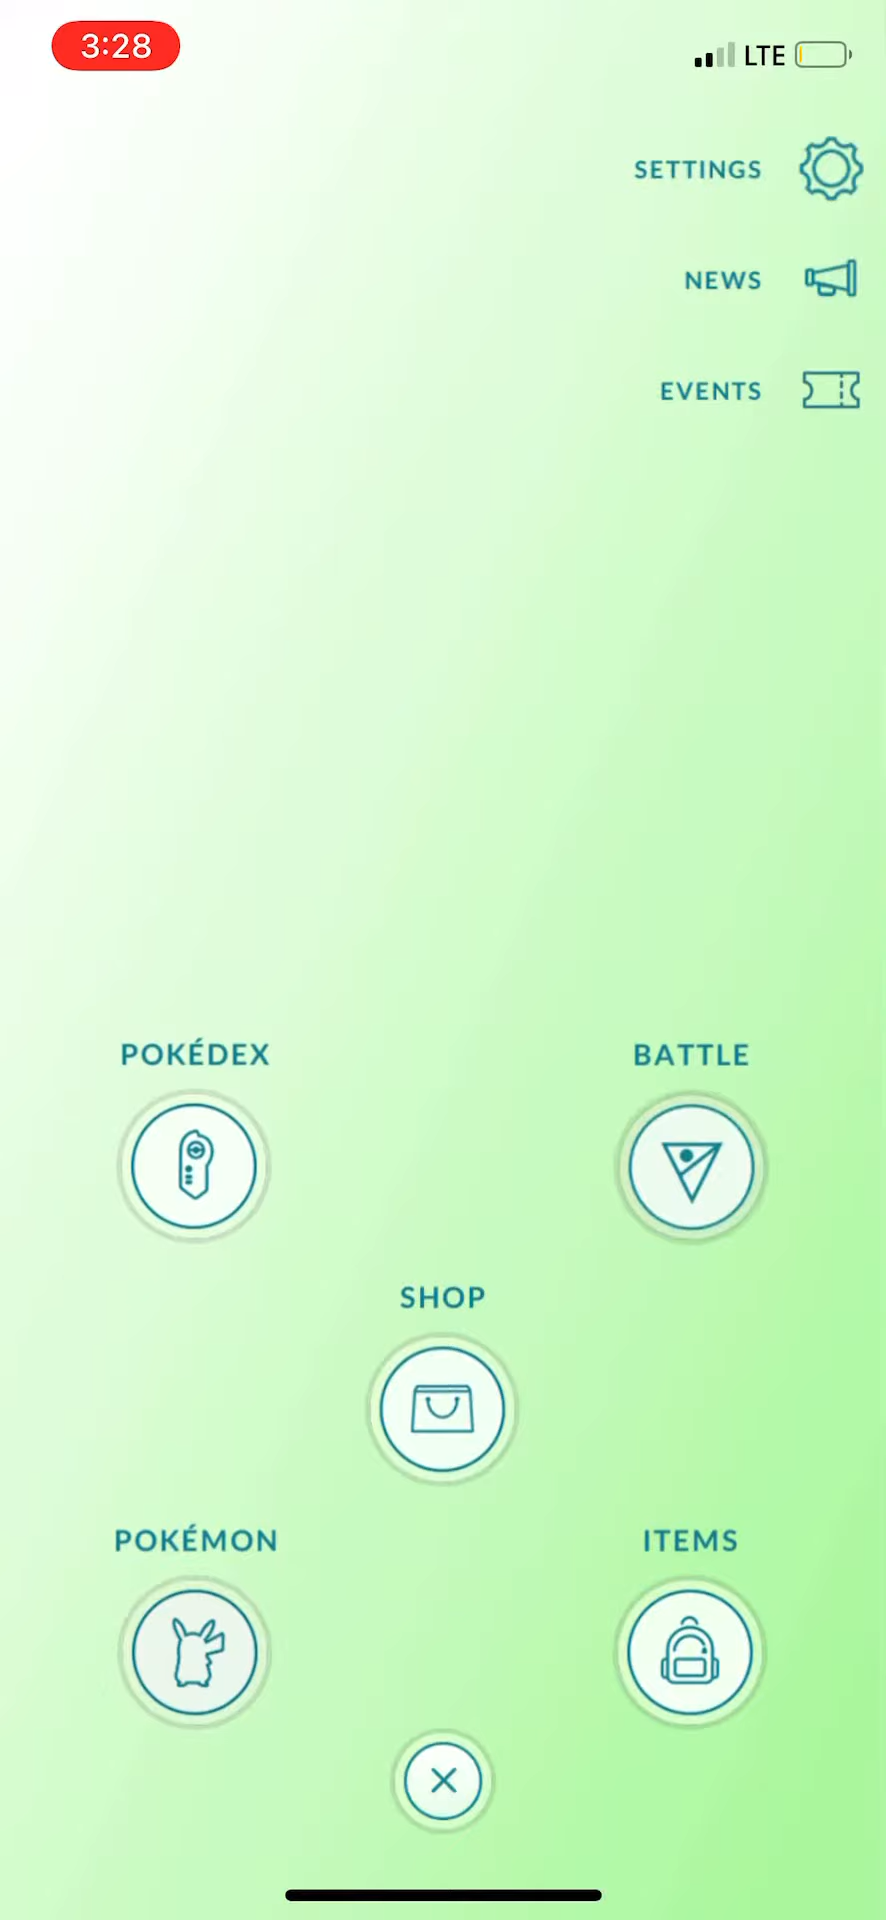 3:28
LTE
SETTINGS
NEWS
EVENTS
POKÉDEX
BATTLE
SHOP
POKÉMON
ITEMS